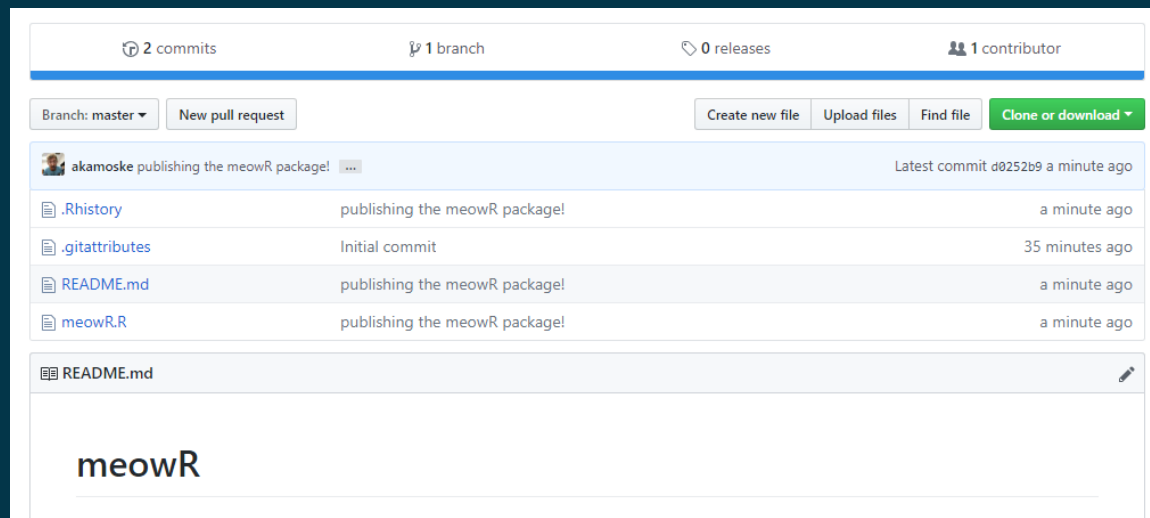 2 commits 1 branch 0 releases 1 contributor
Branch: master New pull request Create new file Upload files Find file Clone or download
akamoske publishing the meowR package! ... Latest commit d0252b9 a minute ago
.Rhistory publishing the meowR package! a minute ago
.gitattributes Initial commit 35 minutes ago
README.md publishing the meowR package! a minute ago
meowR.R publishing the meowR package! a minute ago
README.md
meowR